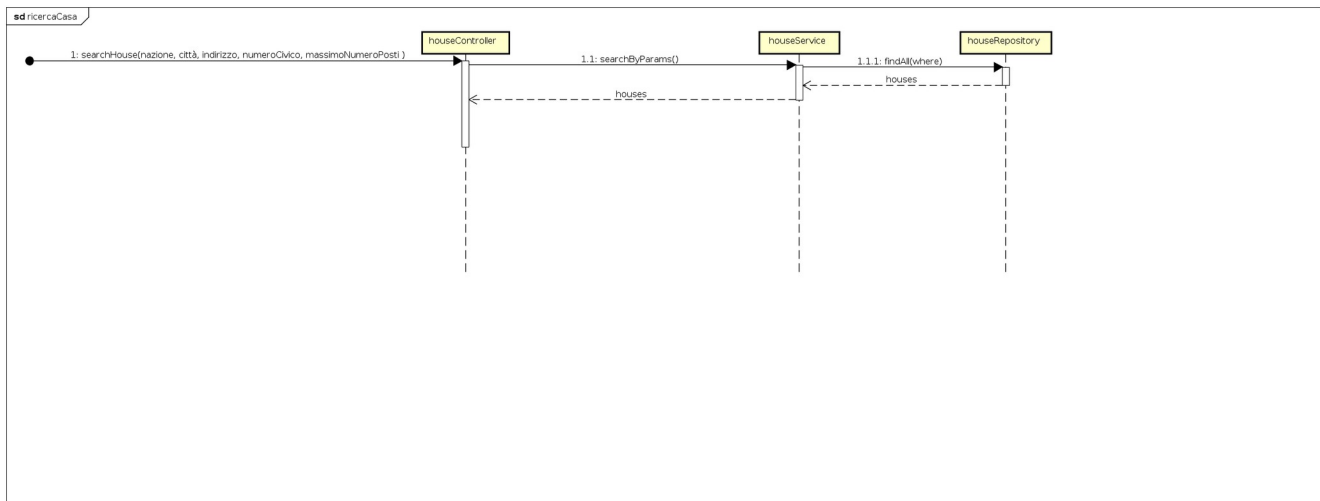 sd ricercaCasa
houseController
houseService
houseRepository
1: searchHouse(nazione, città, indirizzo, numeroCivico, massimoNumeroPosti )
1.1: searchByParams()
1.1.1: findAll(where)
houses
houses